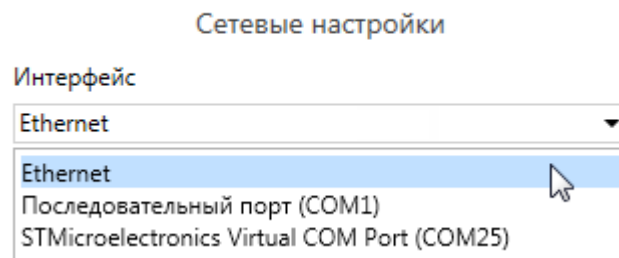 Сетевые настройки
Интерфейс
Ethernet
Ethernet
Последовательный порт (COM1)
STMicroelectronics Virtual COM Port (COM25)